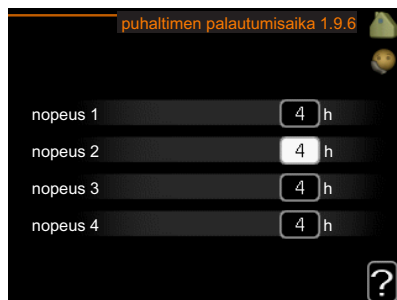 puhaltimen palautumisaika 1.9.6
nopeus 1 4 h
nopeus 2 4 h
nopeus 3 4 h
nopeus 4 4 h
?